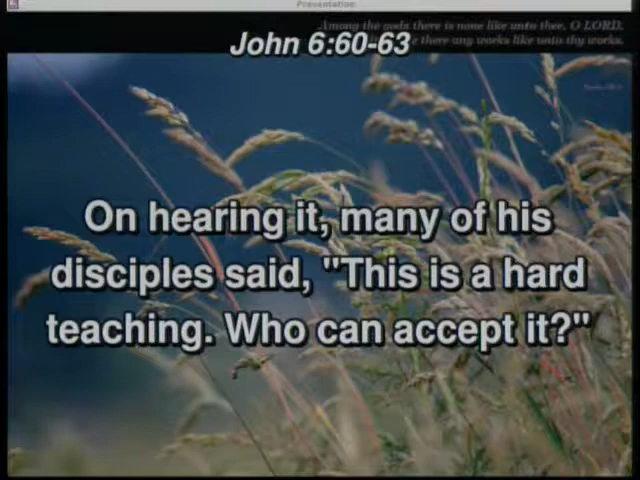 Presentation
Among the gods there is none like unto thee, O LORD,
John 6:60-63
there any works like unto thy works.
On hearing it, many of his
disciples said, "This is a hard
teaching. Who can accept it?"